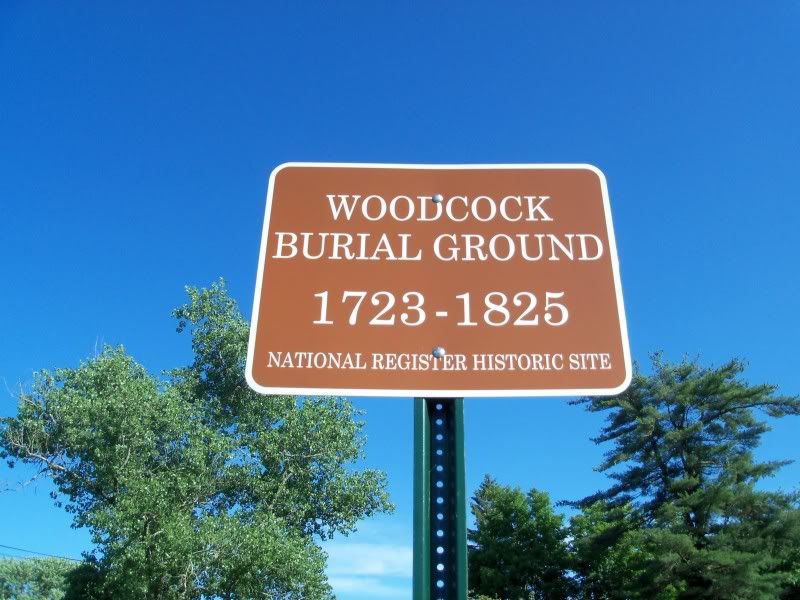 WOODCOCK
BURIAL GROUND
1723-1825
NATIONAL REGISTER HISTORIC SITE